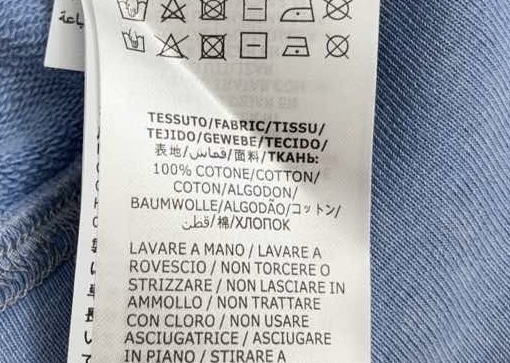 TESSUTO/FABRIC/TISSU/
TEJIDO/GEWEBE/TECIDO/
表地/قماش/面料/ТКАНЬ:
100% COTONE/COTTON/
COTON/ALGODON/
BAUMWOLLE/ALGODÃO/コットン/
قطن/棉/ХЛОПОК
LAVARE A MANO / LAVARE A
ROVESCIO / NON TORCERE O
STRIZZARE / NON LASCIARE IN
AMMOLLO / NON TRATTARE
CON CLORO / NON USARE
ASCIUGATRICE / ASCIUGARE
IN PIANO / STIRARE A